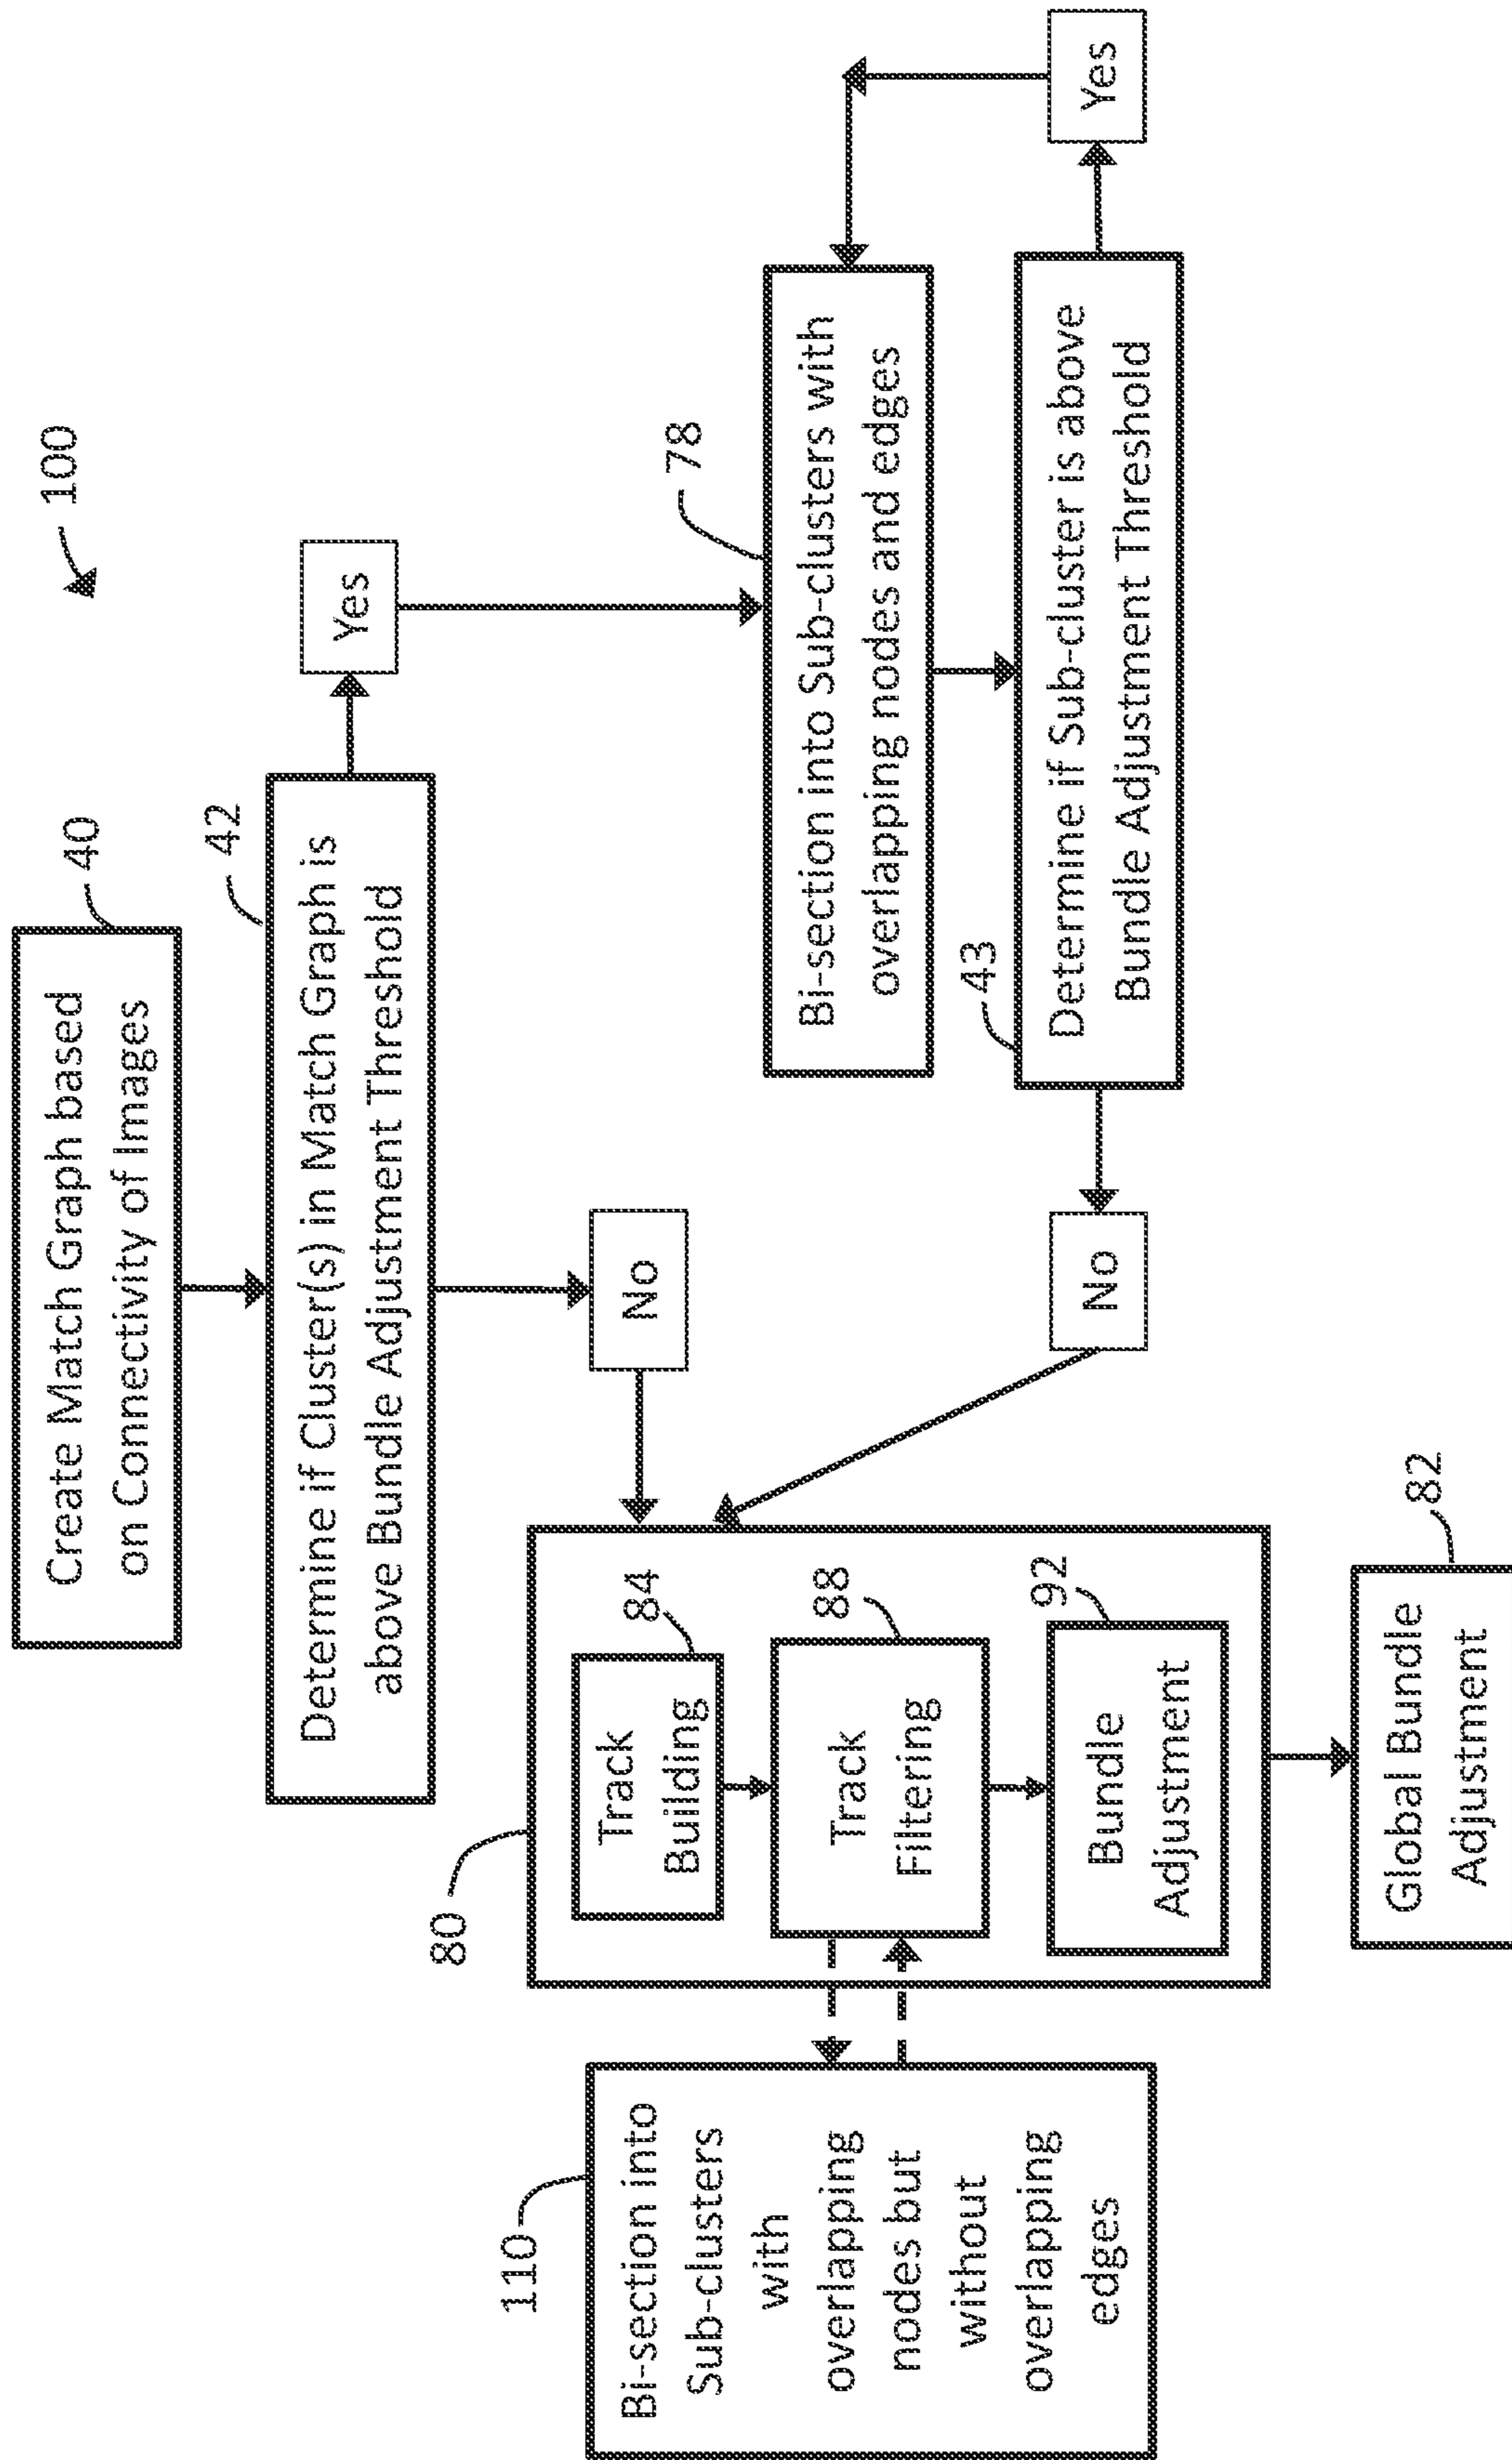 100
40
Create Match Graph based
on Connectivity of Images
42
Determine if Cluster(s) in Match Graph is
above Bundle Adjustment Threshold
Yes
No
78
Bi-section into Sub-clusters with
overlapping nodes and edges
43
Determine if Sub-cluster is above
Bundle Adjustment Threshold
Yes
No
80
Track
Building
84
Track
Filtering
88
Bundle
Adjustment
92
110
Bi-section into
Sub-clusters
with
overlapping
nodes but
without
overlapping
edges
Global Bundle
Adjustment
82